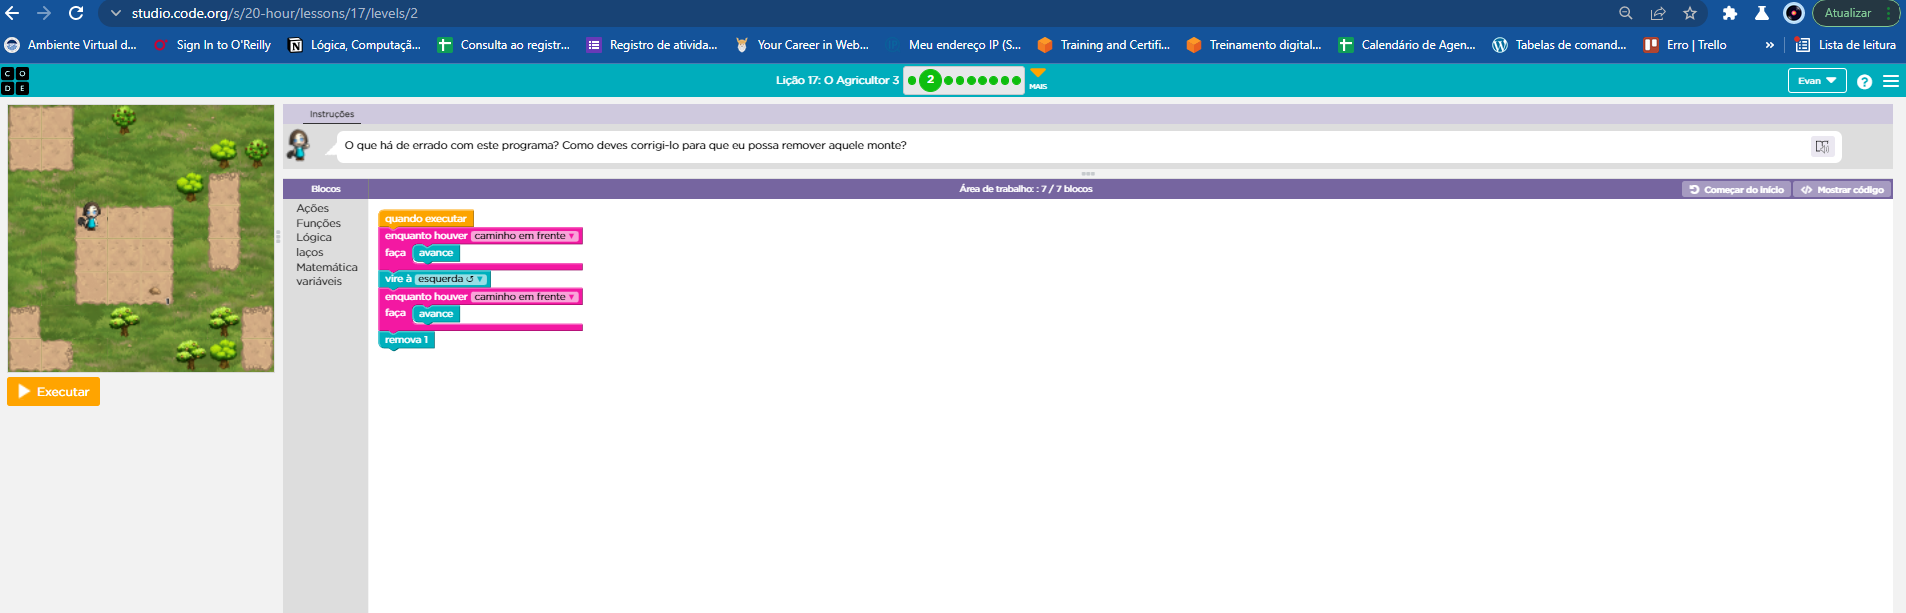 studio.code.org/s/20-hour/lessons/17/levels/2
Atualizar
Ambiente Virtual d... Sign In to O'Reilly Lógica, Computaçã... Consulta ao registr... Registro de ativida... Your Career in Web... Meu endereço IP (S... Training and Certifi... Treinamento digital... Calendário de Agen... Tabelas de comand... Erro | Trello » Lista de leitura
C O
D E
Lição 17: O Agricultor 3 2 MAIS
Evan ?
Instruções
O que há de errado com este programa? Como deves corrigi-lo para que eu possa remover aquele monte?
Blocos
Área de trabalho: : 7 / 7 blocos
Começar do início </> Mostrar código
Ações
Funções
Lógica
laços
Matemática
variáveis
quando executar
enquanto houver caminho em frente
faça avance
vire à esquerda ↺
enquanto houver caminho em frente
faça avance
remova 1
1
Executar